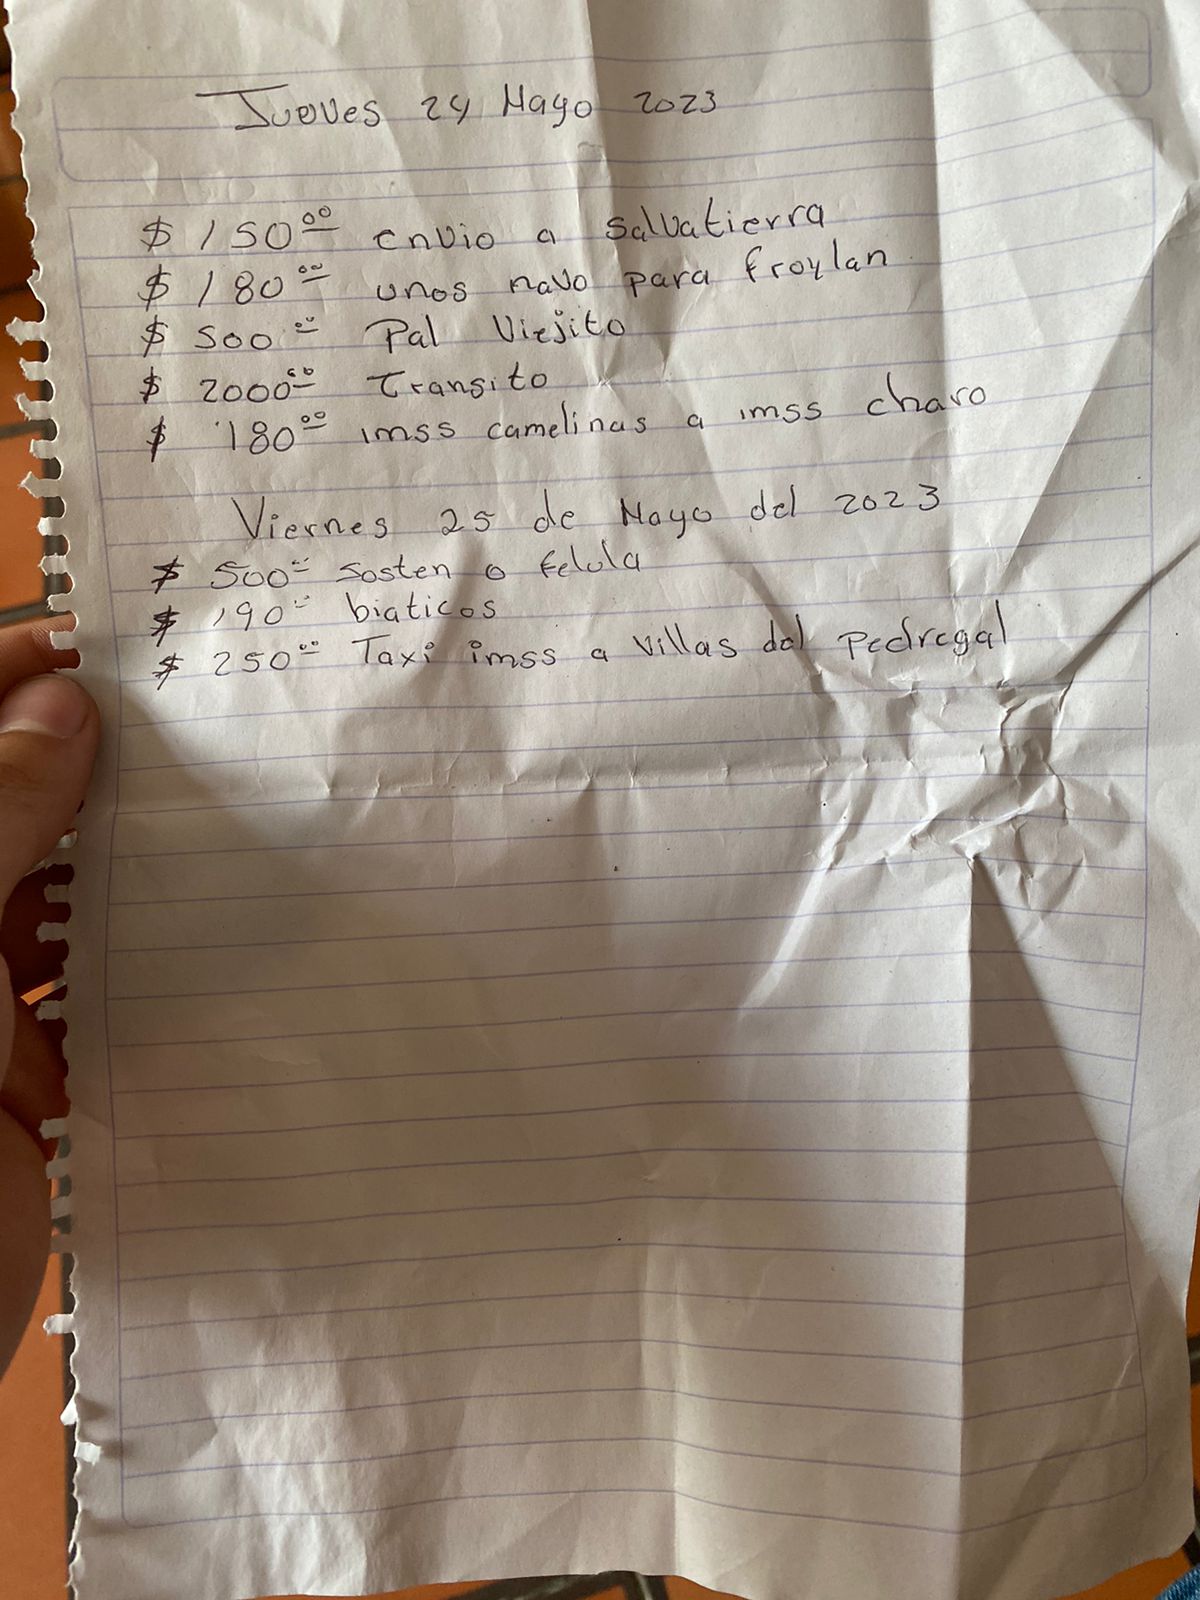 Jueves 24 Mayo 2023
$ 150.00 envio a Salvatierra
$ 180.00 unos navo para froylan
$ 500.00 Pal Viejito
$ 2000.00 Transito
$ 180.00 imss camelinas a imss charo
Viernes 25 de Mayo del 2023
$ 500.00 sosten o felula
$ 190.00 biaticos
$ 250.00 Taxi imss a villas del Pedregal